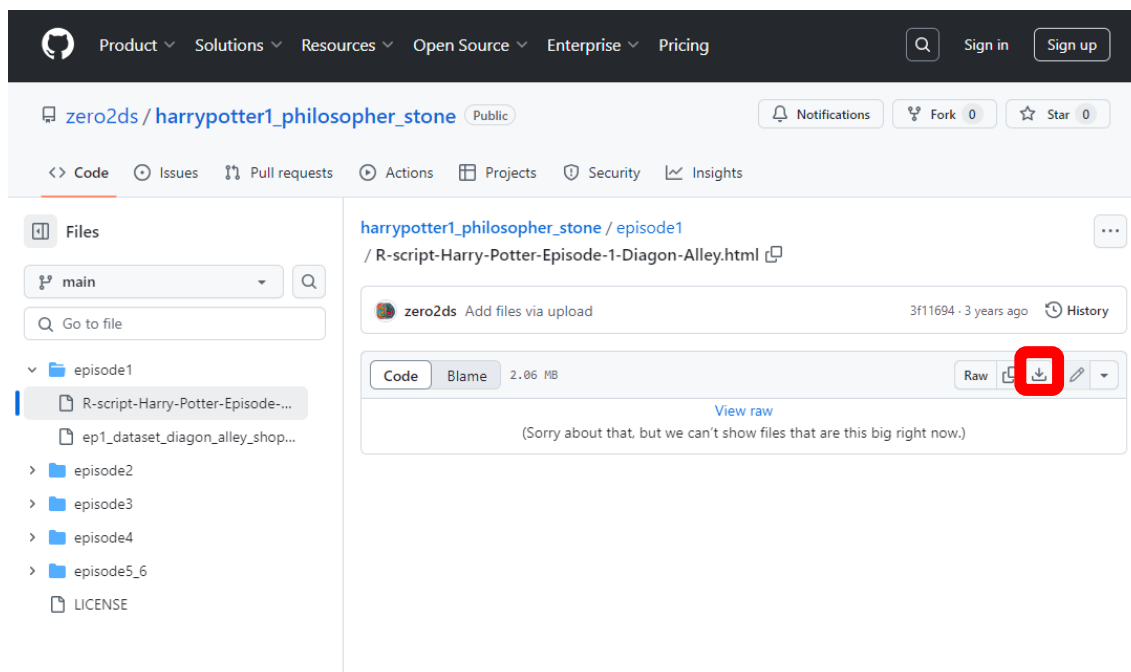 Product Solutions Resources Open Source Enterprise Pricing Sign in Sign up
zero2ds / harrypotter1_philosopher_stone Public Notifications Fork 0 Star 0
<> Code Issues Pull requests Actions Projects Security Insights
Files
main
Go to file
episode1
R-script-Harry-Potter-Episode-...
ep1_dataset_diagon_alley_shop...
episode2
episode3
episode4
episode5_6
LICENSE
harrypotter1_philosopher_stone / episode1
/ R-script-Harry-Potter-Episode-1-Diagon-Alley.html
zero2ds Add files via upload 3f11694 · 3 years ago History
Code Blame 2.06 MB Raw
View raw
(Sorry about that, but we can't show files that are this big right now.)